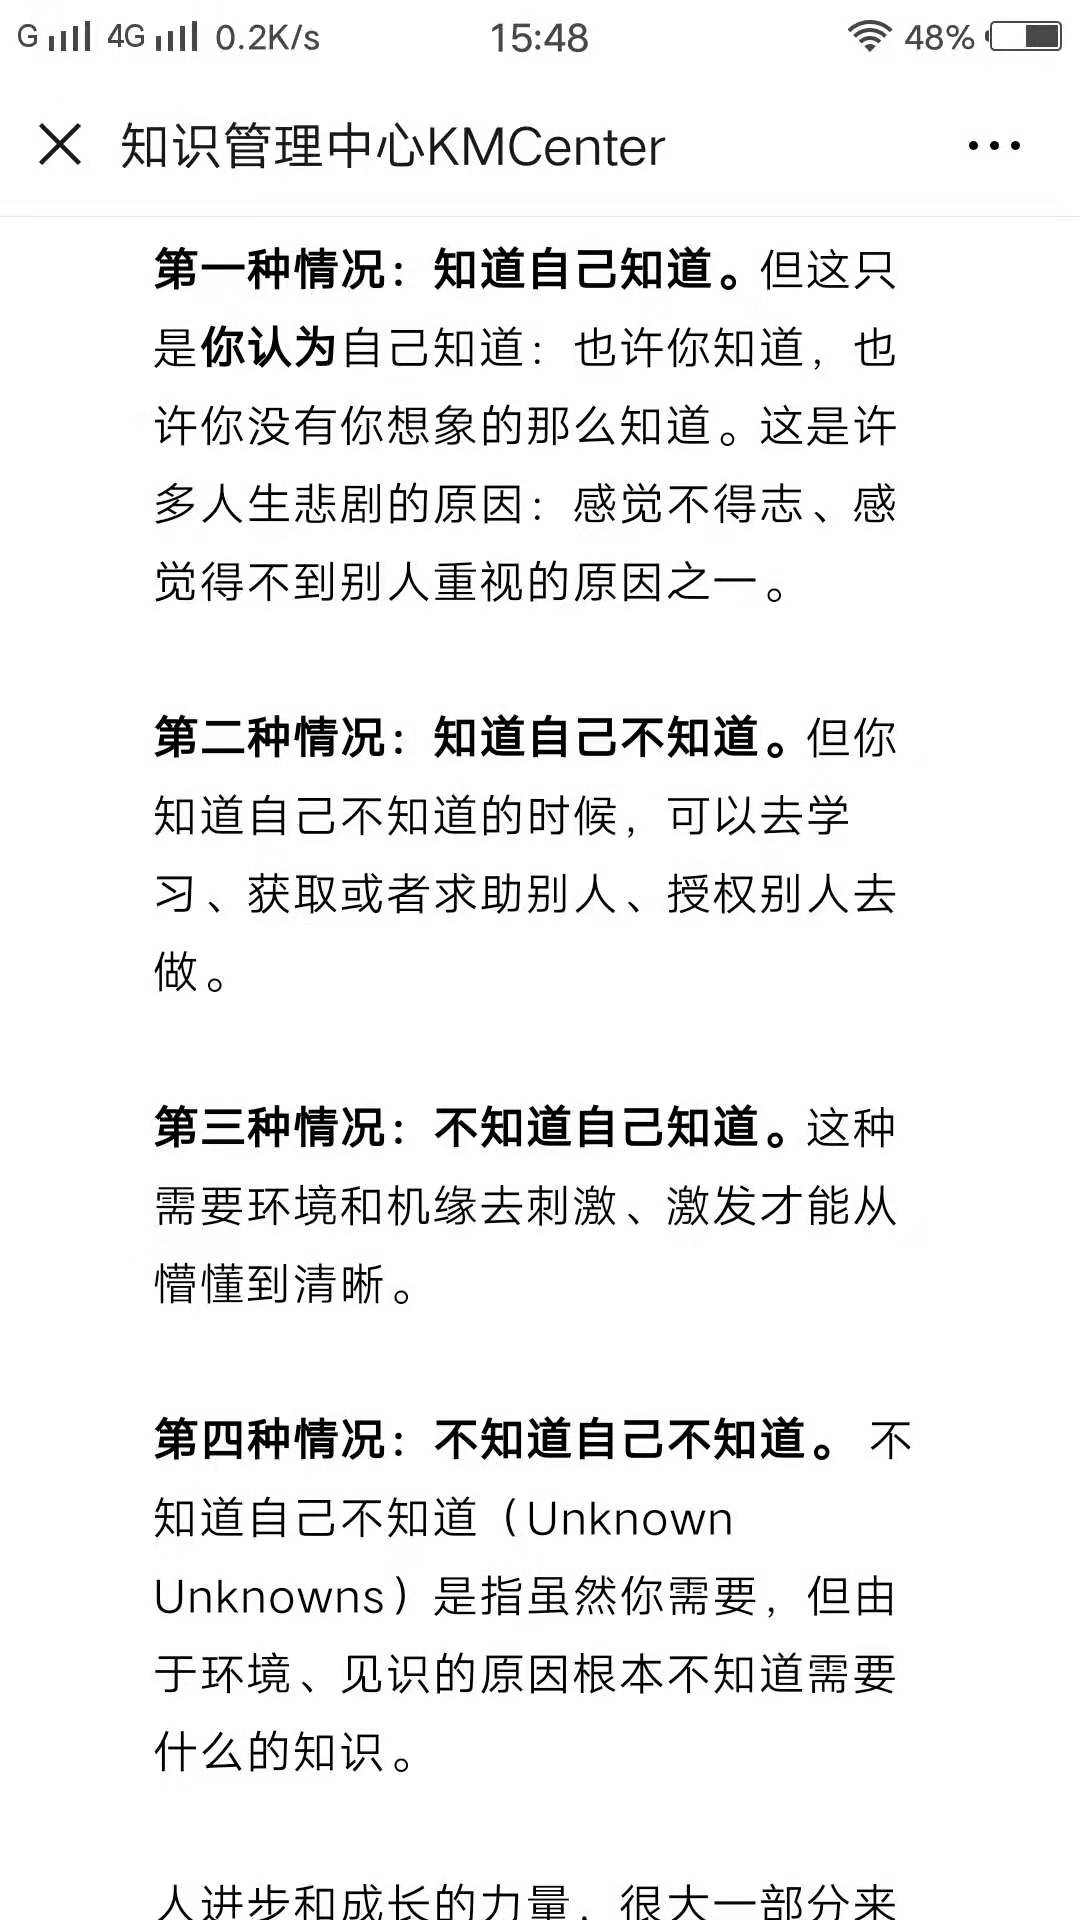 G 4G 0.2K/s 15:48 48%
知识管理中心KMCenter
第一种情况：知道自己知道。但这只
是你认为自己知道：也许你知道，也
许你没有你想象的那么知道。这是许
多人生悲剧的原因：感觉不得志、感
觉得不到别人重视的原因之一。
第二种情况：知道自己不知道。但你
知道自己不知道的时候，可以去学
习、获取或者求助别人、授权别人去
做。
第三种情况：不知道自己知道。这种
需要环境和机缘去刺激、激发才能从
懵懂到清晰。
第四种情况：不知道自己不知道。不
知道自己不知道（Unknown
Unknowns）是指虽然你需要，但由
于环境、见识的原因根本不知道需要
什么的知识。
人进步和成长的力量，很大一部分来